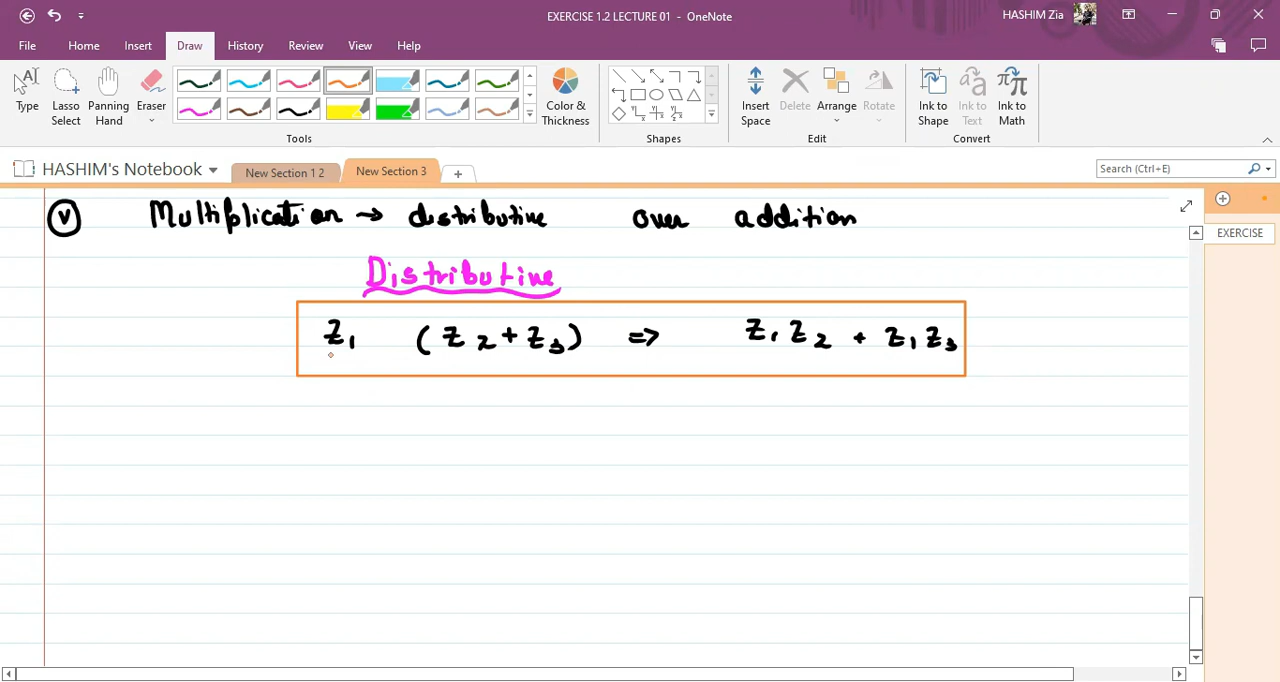 EXERCISE 1.2 LECTURE 01 - OneNote
HASHIM Zia
File Home Insert Draw History Review View Help
Type
Lasso Select
Panning Hand
Eraser
Color & Thickness
Insert Space
Delete
Arrange
Rotate
Ink to Shape
Ink to Text
Ink to Math
Tools Shapes Edit Convert
HASHIM's Notebook New Section 1 2 New Section 3 + Search (Ctrl+E)
EXERCISE
(V) Multiplication → distributive over addition
Distributive
Z₁ (Z₂ + Z₃) ⇒ Z₁Z₂ + Z₁Z₃